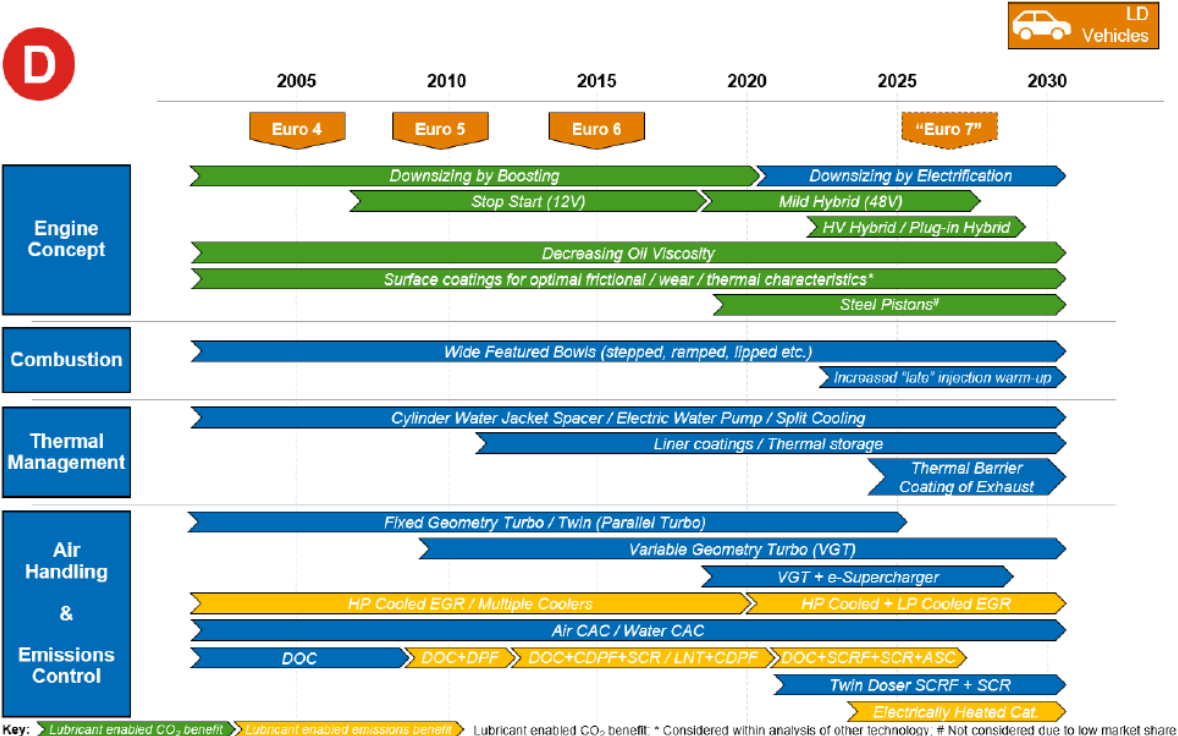 LD
Vehicles
D
2005 2010 2015 2020 2025 2030
Euro 4 Euro 5 Euro 6 “Euro 7”
Engine
Concept
Downsizing by Boosting Downsizing by Electrification
Stop Start (12V) Mild Hybrid (48V)
HV Hybrid / Plug-in Hybrid
Decreasing Oil Viscosity
Surface coatings for optimal frictional / wear / thermal characteristics*
Steel Pistons#
Combustion
Wide Featured Bowls (stepped, ramped, lipped etc.)
Increased “late” injection warm-up
Thermal
Management
Cylinder Water Jacket Spacer / Electric Water Pump / Split Cooling
Liner coatings / Thermal storage
Thermal Barrier
Coating of Exhaust
Air
Handling
&
Emissions
Control
Fixed Geometry Turbo / Twin (Parallel Turbo)
Variable Geometry Turbo (VGT)
VGT + e-Supercharger
HP Cooled EGR / Multiple Coolers HP Cooled + LP Cooled EGR
Air CAC / Water CAC
DOC DOC+DPF DOC+CDPF+SCR / LNT+CDPF DOC+SCRF+SCR+ASC
Twin Doser SCRF + SCR
Electrically Heated Cat.
Key: Lubricant enabled CO₂ benefit Lubricant enabled emissions benefit Lubricant enabled CO₂ benefit: * Considered within analysis of other technology; # Not considered due to low market share